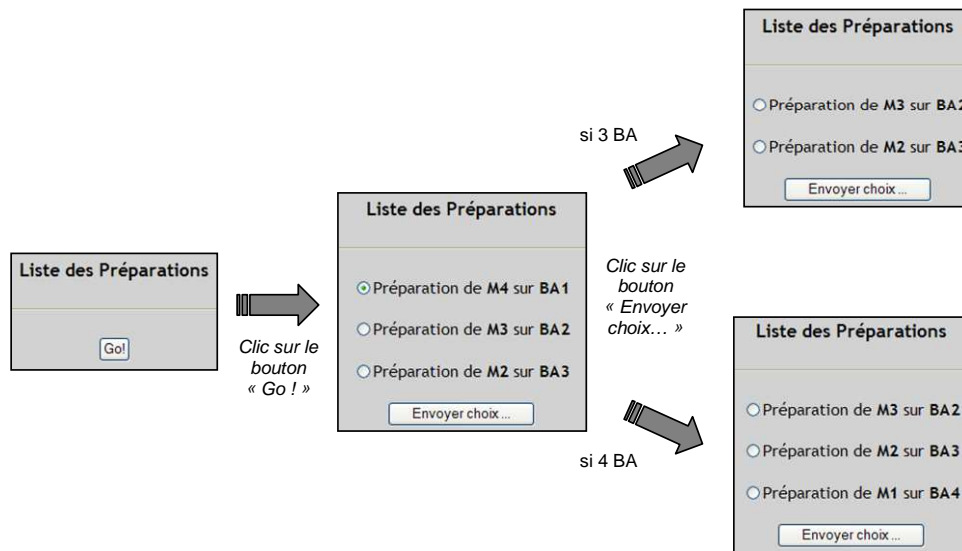 Liste des Préparations
Go!
Clic sur le
bouton
« Go ! »
Liste des Préparations
Préparation de M4 sur BA1
Préparation de M3 sur BA2
Préparation de M2 sur BA3
Envoyer choix ...
si 3 BA
Clic sur le
bouton
« Envoyer
choix... »
si 4 BA
Liste des Préparations
Préparation de M3 sur BA2
Préparation de M2 sur BA3
Envoyer choix ...
Liste des Préparations
Préparation de M3 sur BA2
Préparation de M2 sur BA3
Préparation de M1 sur BA4
Envoyer choix ...